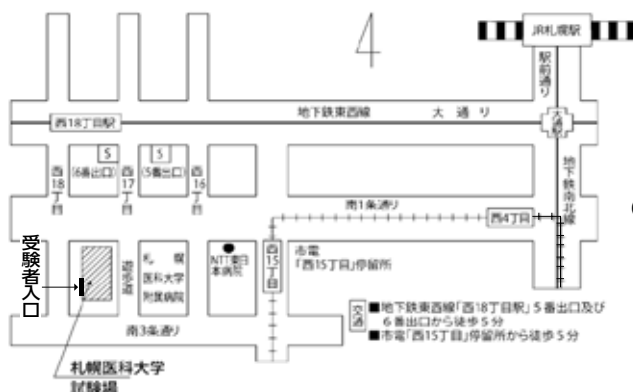 JR札幌駅
駅前通り
地下鉄東西線
大通り
西18丁目駅
大通駅
S
(6番出口)
S
(5番出口)
西18丁目
西17丁目
西16丁目
地下鉄南北線
南1条通り
西4丁目
受験者入口
札幌
医科大学
附属病院
NTT東日
本病院
西15丁目
市電
「西15丁目」停留所
南3条通り
交通
■地下鉄東西線「西18丁目駅」5番出口及び
6番出口から徒歩5分
■市電「西15丁目」停留所から徒歩5分
札幌医科大学
試験場